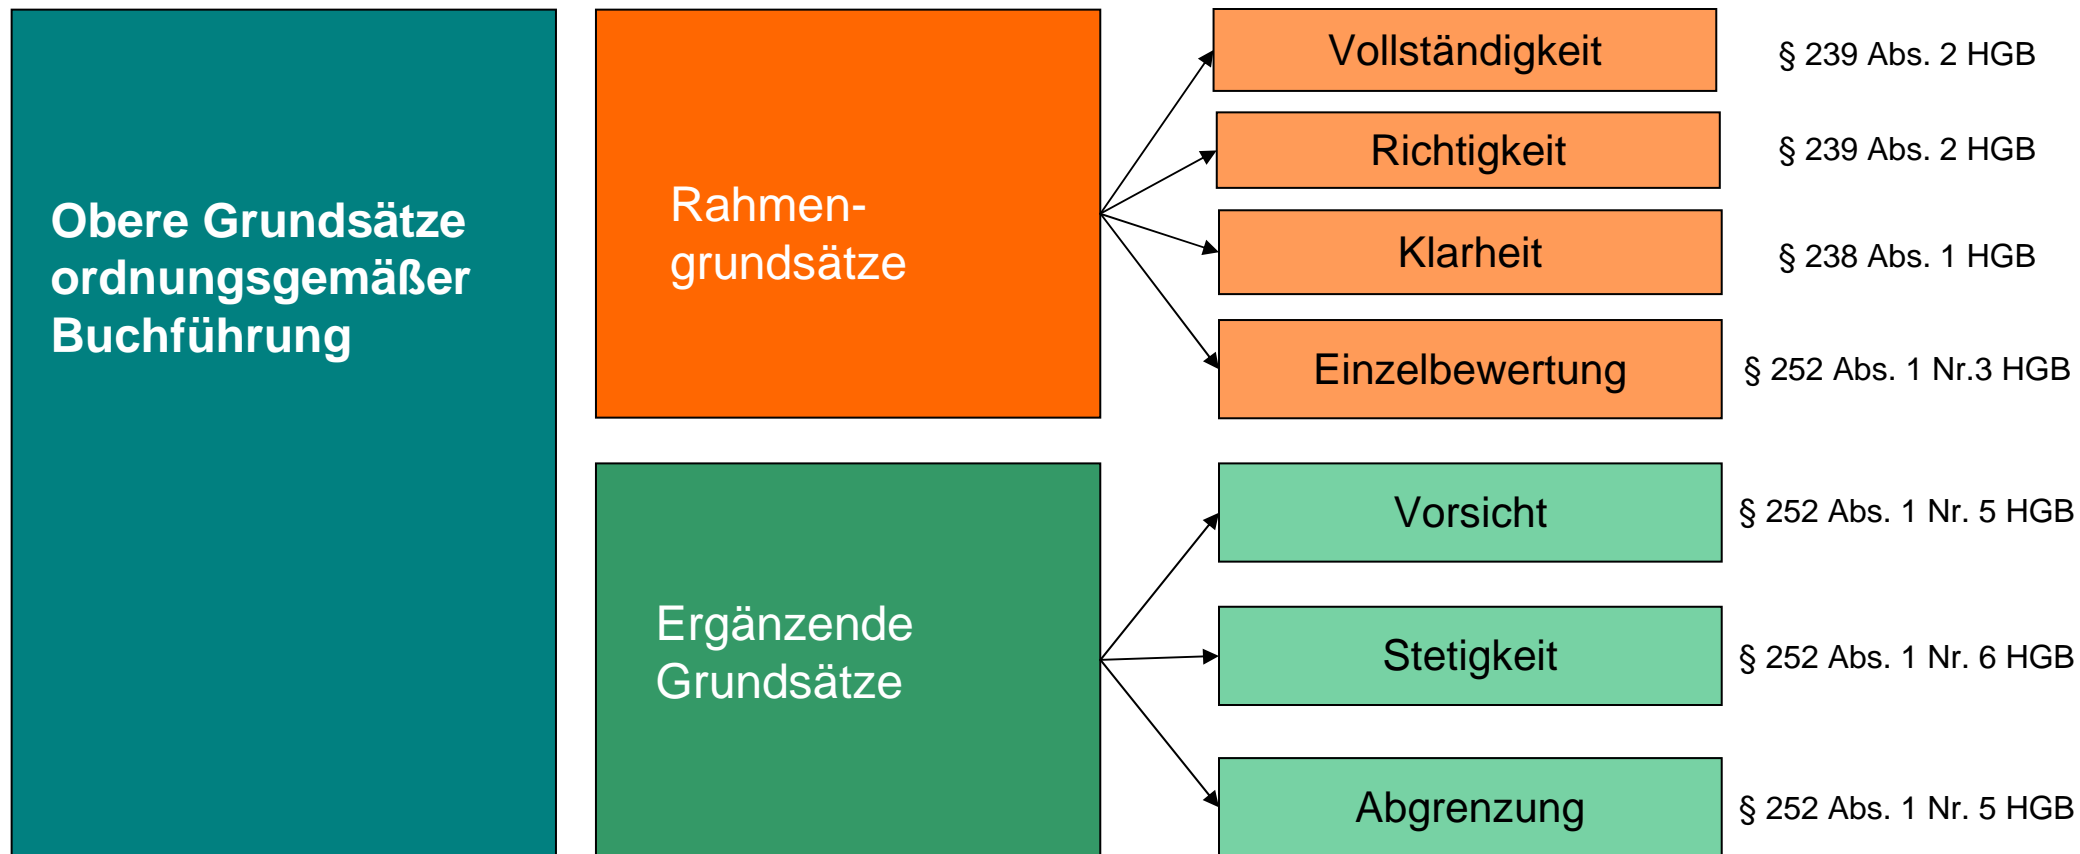 Obere Grundsätze
ordnungsgemäßer
Buchführung
Rahmen-
grundsätze
Vollständigkeit
§ 239 Abs. 2 HGB
Richtigkeit
§ 239 Abs. 2 HGB
Klarheit
§ 238 Abs. 1 HGB
Einzelbewertung
§ 252 Abs. 1 Nr.3 HGB
Ergänzende
Grundsätze
Vorsicht
§ 252 Abs. 1 Nr. 5 HGB
Stetigkeit
§ 252 Abs. 1 Nr. 6 HGB
Abgrenzung
§ 252 Abs. 1 Nr. 5 HGB